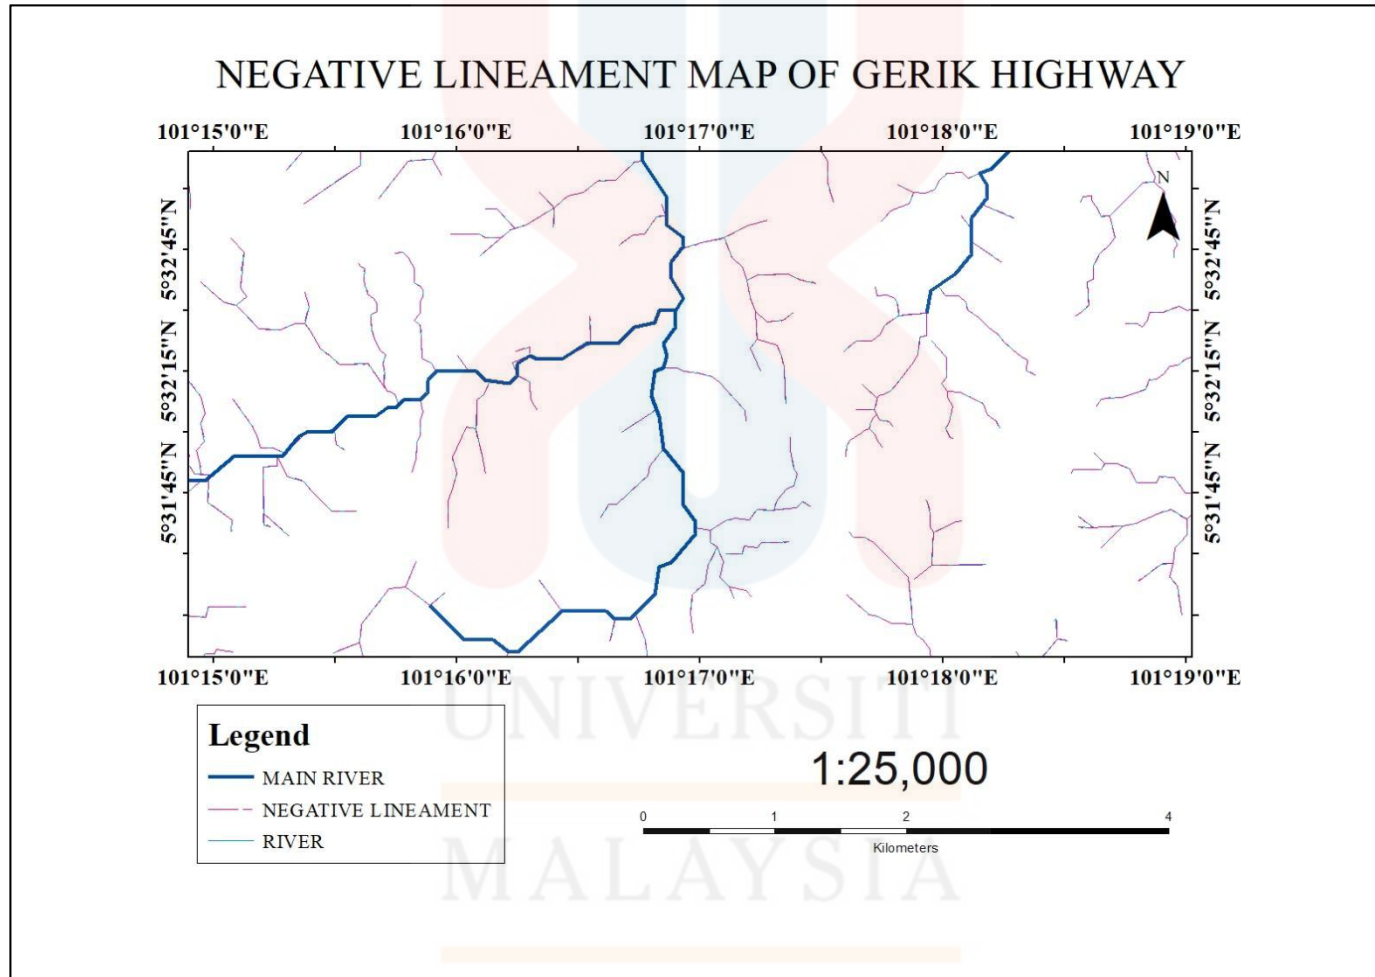 NEGATIVE LINEAMENT MAP OF GERIK HIGHWAY
101°15'0"E 101°16'0"E 101°17'0"E 101°18'0"E 101°19'0"E
N
5°32'45"N 5°32'45"N
5°32'15"N 5°32'15"N
5°31'45"N 5°31'45"N
101°15'0"E 101°16'0"E 101°17'0"E 101°18'0"E 101°19'0"E
UNIVERSITI
Legend
MAIN RIVER
NEGATIVE LINEAMENT
RIVER
1:25,000
0 1 2 4
Kilometers
MALAYSIA